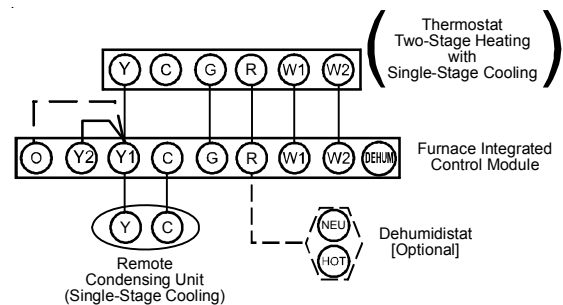 Thermostat
Two-Stage Heating
with
Single-Stage Cooling
Y C G R W1 W2
O Y2 Y1 C G R W1 W2 DEHUM
Furnace Integrated
Control Module
Y C
Remote
Condensing Unit
(Single-Stage Cooling)
NEU
HOT
Dehumidistat
[Optional]